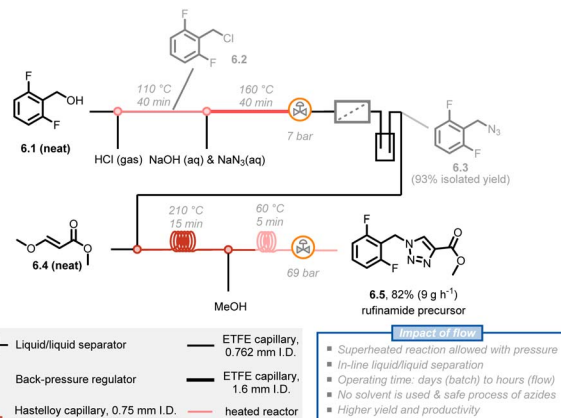 F
OH
F
6.1 (neat)
Cl
F
F
6.2
110 °C
40 min
160 °C
40 min
7 bar
HCl (gas)
NaOH (aq) & NaN₃(aq)
F
N₃
F
6.3
(93% isolated yield)
O
O
O
6.4 (neat)
210 °C
15 min
60 °C
5 min
69 bar
MeOH
F
F
N
N=N
O
O
6.5, 82% (9 g h⁻¹)
rufinamide precursor
Liquid/liquid separator
Back-pressure regulator
Hastelloy capillary, 0.75 mm I.D.
ETFE capillary,
0.762 mm I.D.
ETFE capillary,
1.6 mm I.D.
heated reactor
Impact of flow
Superheated reaction allowed with pressure
In-line liquid/liquid separation
Operating time: days (batch) to hours (flow)
No solvent is used & safe process of azides
Higher yield and productivity